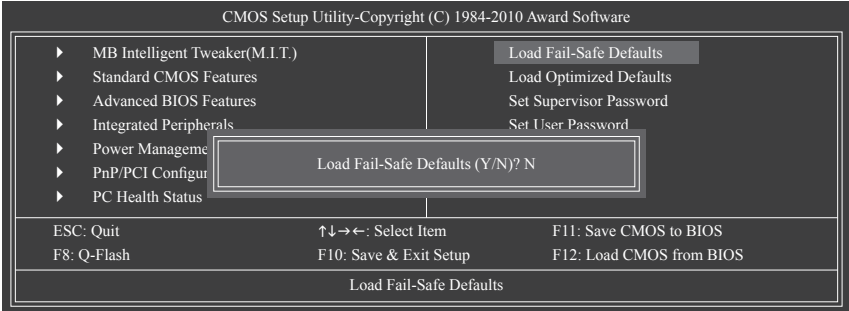 CMOS Setup Utility-Copyright (C) 1984-2010 Award Software
MB Intelligent Tweaker(M.I.T.)
Standard CMOS Features
Advanced BIOS Features
Integrated Peripherals
Power Manageme
PnP/PCI Configur
PC Health Status
Load Fail-Safe Defaults
Load Optimized Defaults
Set Supervisor Password
Set User Password
Load Fail-Safe Defaults (Y/N)? N
ESC: Quit ↑↓→←: Select Item F11: Save CMOS to BIOS
F8: Q-Flash F10: Save & Exit Setup F12: Load CMOS from BIOS
Load Fail-Safe Defaults